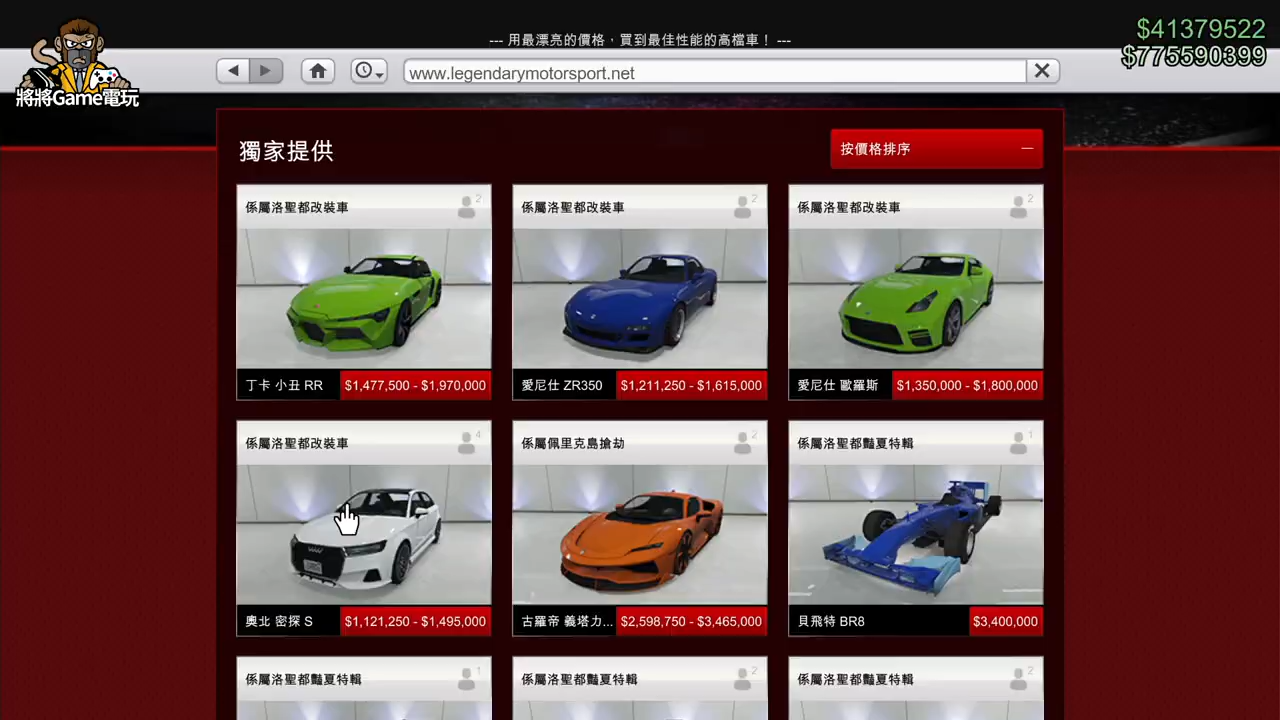 --- 用最漂亮的價格，買到最佳性能的高檔車！ ---
$41379522
$775590399
www.legendarymotorsport.net
將將Game電玩
獨家提供
按價格排序
係屬洛聖都改裝車 2
係屬洛聖都改裝車 2
係屬洛聖都改裝車 2
丁卡 小丑 RR $1,477,500 - $1,970,000
愛尼仕 ZR350 $1,211,250 - $1,615,000
愛尼仕 歐羅斯 $1,350,000 - $1,800,000
係屬洛聖都改裝車 4
係屬佩里克島搶劫 2
係屬洛聖都豔夏特輯 1
奧北 密探 S $1,121,250 - $1,495,000
古羅帝 義塔力... $2,598,750 - $3,465,000
貝飛特 BR8 $3,400,000
係屬洛聖都豔夏特輯 1
係屬洛聖都豔夏特輯 2
係屬洛聖都豔夏特輯 2